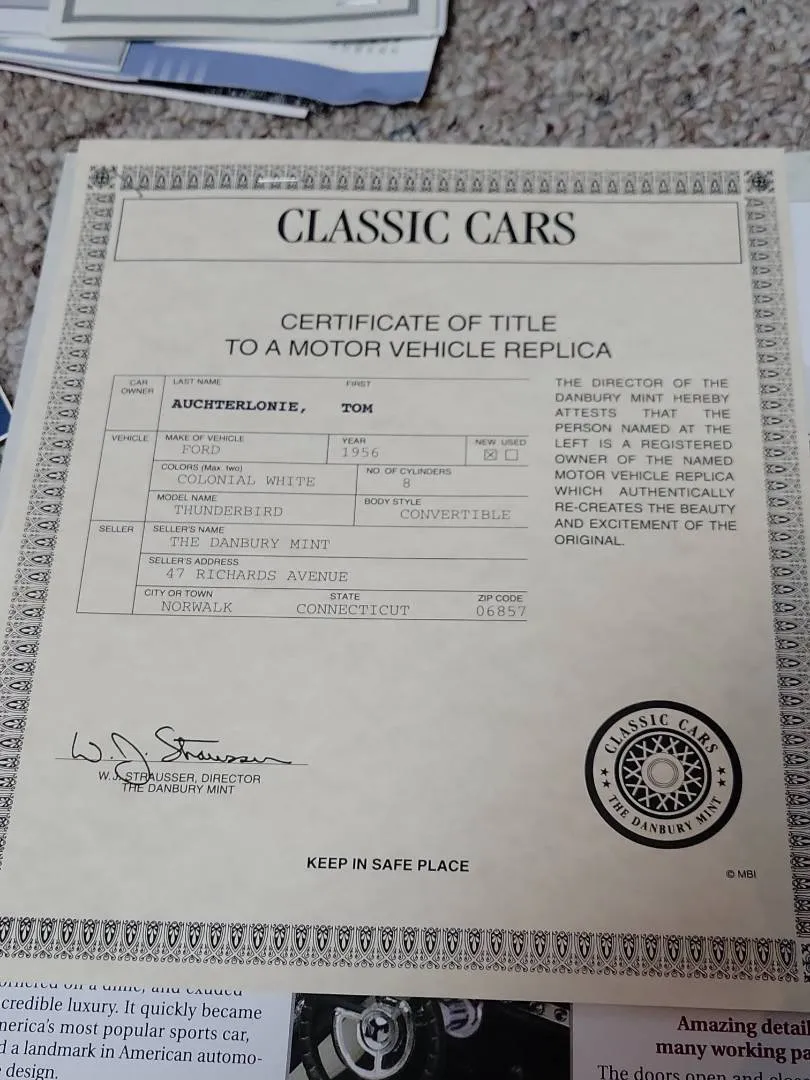 CLASSIC CARS
CERTIFICATE OF TITLE
TO A MOTOR VEHICLE REPLICA
CAR OWNER
LAST NAME FIRST
AUCHTERLONIE, TOM
VEHICLE
MAKE OF VEHICLE YEAR NEW USED
FORD 1956 ☒ ☐
COLORS (Max. two) NO. OF CYLINDERS
COLONIAL WHITE 8
MODEL NAME BODY STYLE
THUNDERBIRD CONVERTIBLE
SELLER
SELLER'S NAME
THE DANBURY MINT
SELLER'S ADDRESS
47 RICHARDS AVENUE
CITY OR TOWN STATE ZIP CODE
NORWALK CONNECTICUT 06857
THE DIRECTOR OF THE
DANBURY MINT HEREBY
ATTESTS THAT THE
PERSON NAMED AT THE
LEFT IS A REGISTERED
OWNER OF THE NAMED
MOTOR VEHICLE REPLICA
WHICH AUTHENTICALLY
RE-CREATES THE BEAUTY
AND EXCITEMENT OF THE
ORIGINAL.
W. J. Strausser
W. J. STRAUSSER, DIRECTOR
THE DANBURY MINT
CLASSIC CARS
THE DANBURY MINT
KEEP IN SAFE PLACE
© MBI
on a dime, and exuded
credible luxury. It quickly became
merica's most popular sports car,
d a landmark in American automo-
design.
Amazing detail
many working pa
The doors open and